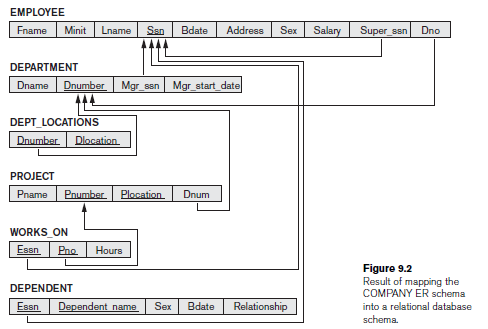 EMPLOYEE
Fname Minit Lname Ssn Bdate Address Sex Salary Super_ssn Dno
DEPARTMENT
Dname Dnumber Mgr_ssn Mgr_start_date
DEPT_LOCATIONS
Dnumber Dlocation
PROJECT
Pname Pnumber Plocation Dnum
WORKS_ON
Essn Pno Hours
DEPENDENT
Essn Dependent_name Sex Bdate Relationship
Figure 9.2
Result of mapping the
COMPANY ER schema
into a relational database
schema.